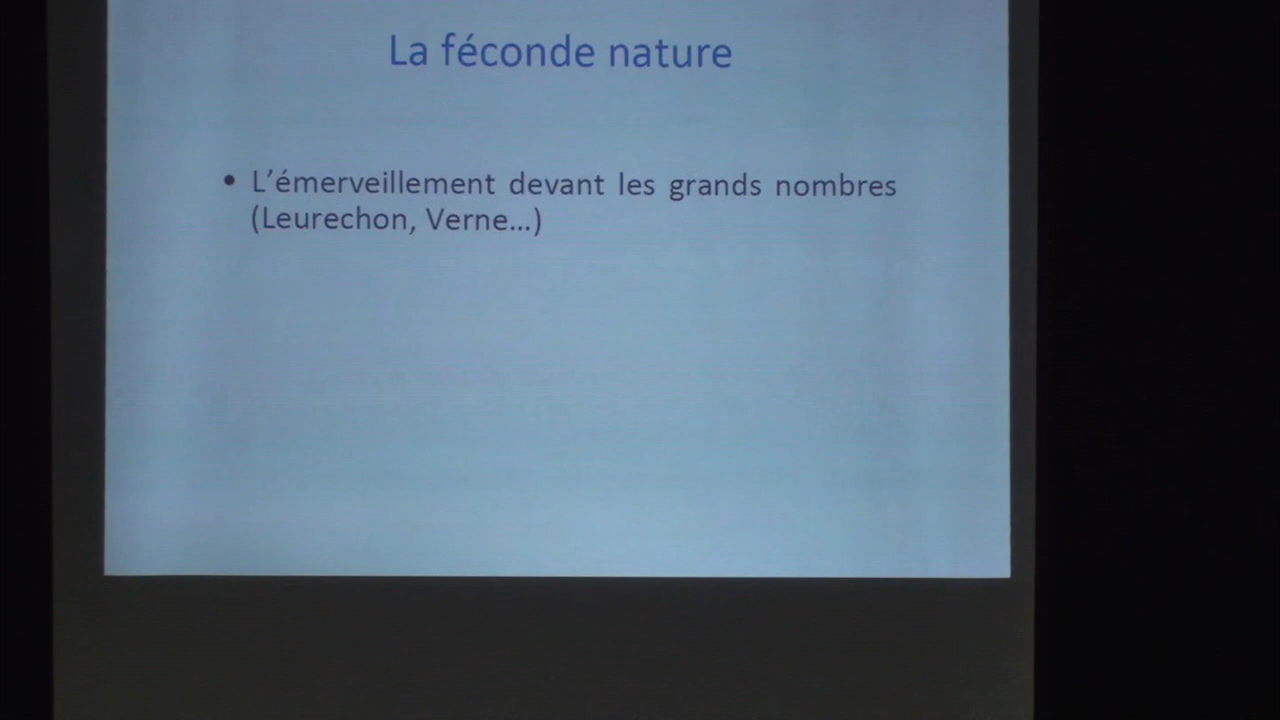 La féconde nature
• L’émerveillement devant les grands nombres
(Leurechon, Verne...)